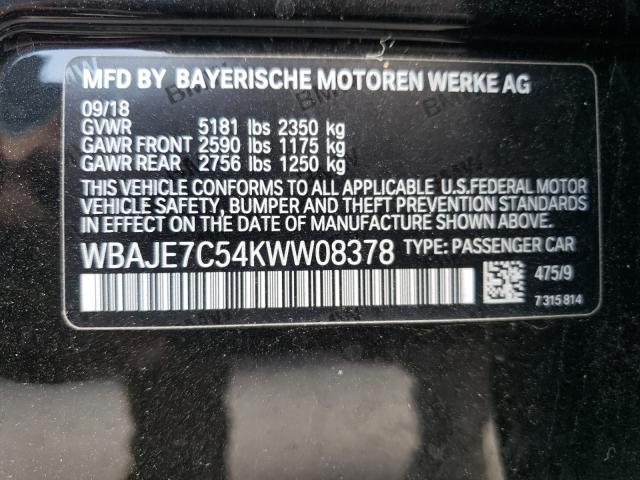 MFD BY BAYERISCHE MOTOREN WERKE AG
09/18
GVWR 5181 lbs 2350 kg
GAWR FRONT 2590 lbs 1175 kg
GAWR REAR 2756 lbs 1250 kg
THIS VEHICLE CONFORMS TO ALL APPLICABLE U.S.FEDERAL MOTOR
VEHICLE SAFETY, BUMPER AND THEFT PREVENTION STANDARDS
IN EFFECT ON THE DATE OF MANUFACTURE SHOWN ABOVE.
WBAJE7C54KWW08378 TYPE: PASSENGER CAR
475/9
7 315 814